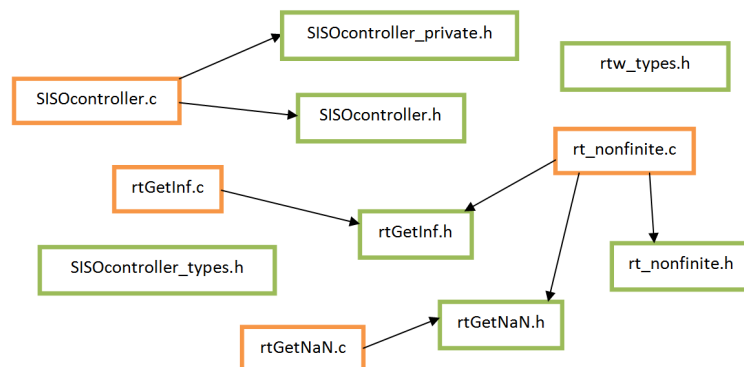 SISOcontroller_private.h
rtw_types.h
SISOcontroller.c
SISOcontroller.h
rt_nonfinite.c
rtGetInf.c
rtGetInf.h
SISOcontroller_types.h
rt_nonfinite.h
rtGetNaN.h
rtGetNaN.c